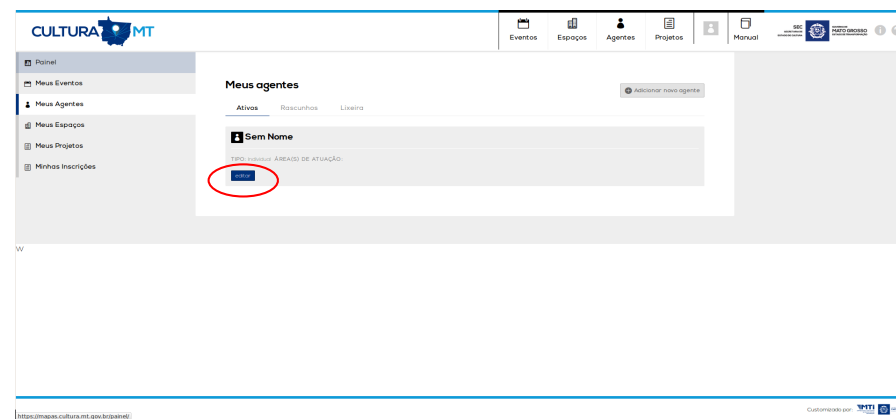 CULTURA MT
Eventos
Espaços
Agentes
Projetos
Manual
SEC
MATO GROSSO
Painel
Meus Eventos
Meus Agentes
Meus Espaços
Meus Projetos
Minhas Inscrições
Meus agentes
Adicionar novo agente
Ativos Rascunhos Lixeira
Sem Nome
TIPO: Individual ÁREA(S) DE ATUAÇÃO:
editar
W
Customizado por: MTI
https://mapas.cultura.mt.gov.br/painel/